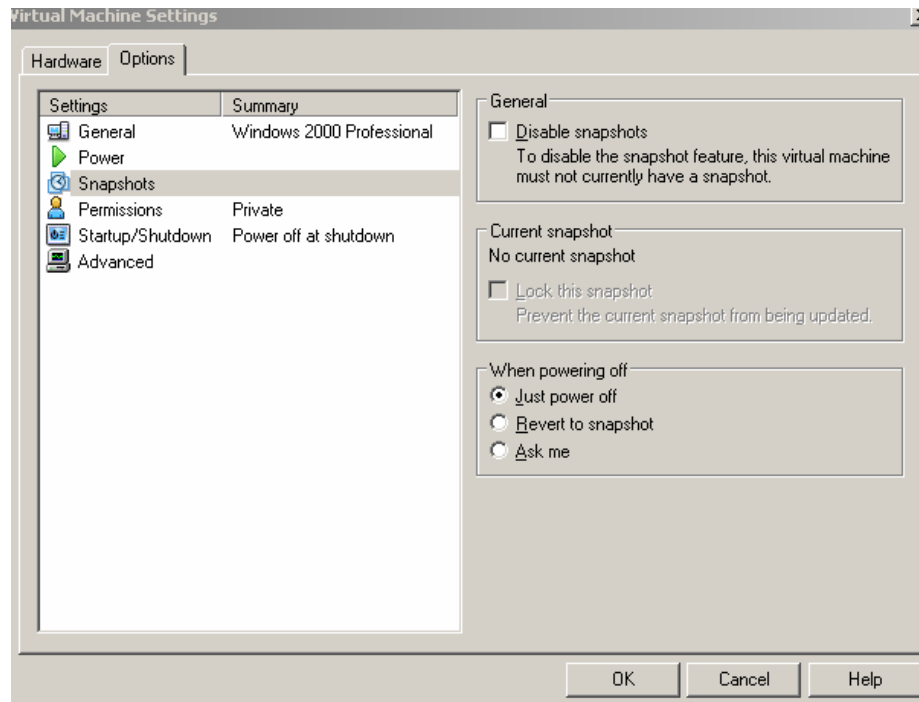 Virtual Machine Settings
Hardware Options
Settings Summary
General Windows 2000 Professional
Power
Snapshots
Permissions Private
Startup/Shutdown Power off at shutdown
Advanced
General
Disable snapshots
To disable the snapshot feature, this virtual machine
must not currently have a snapshot.
Current snapshot
No current snapshot
Lock this snapshot
Prevent the current snapshot from being updated.
When powering off
Just power off
Revert to snapshot
Ask me
OK Cancel Help